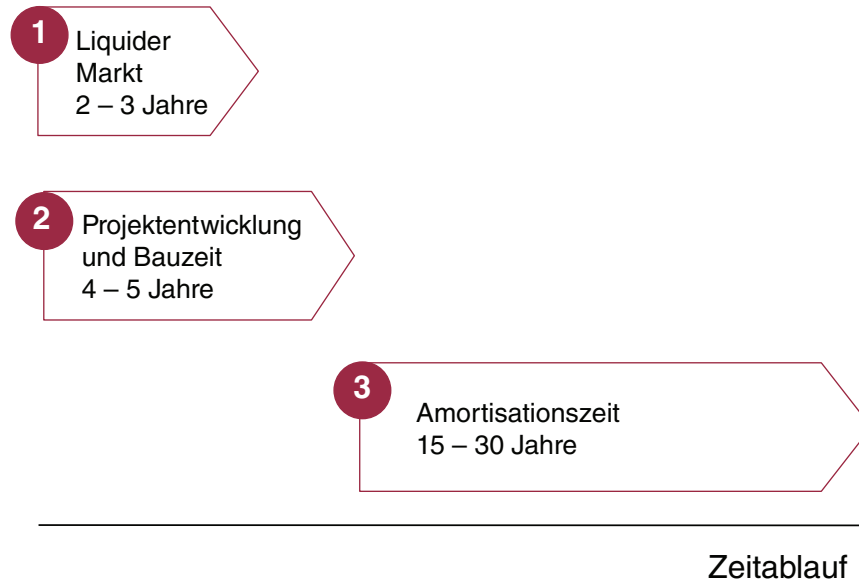 1
Liquider
Markt
2 – 3 Jahre
2
Projektentwicklung
und Bauzeit
4 – 5 Jahre
3
Amortisationszeit
15 – 30 Jahre
Zeitablauf